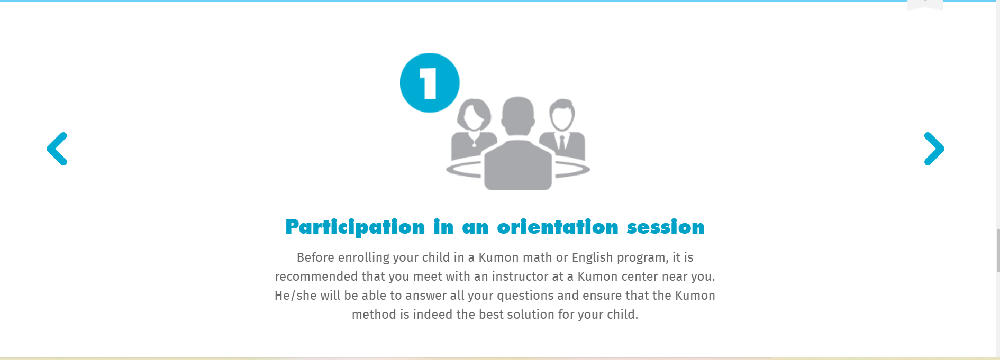 1
Participation in an orientation session
Before enrolling your child in a Kumon math or English program, it is
recommended that you meet with an instructor at a Kumon center near you.
He/she will be able to answer all your questions and ensure that the Kumon
method is indeed the best solution for your child.